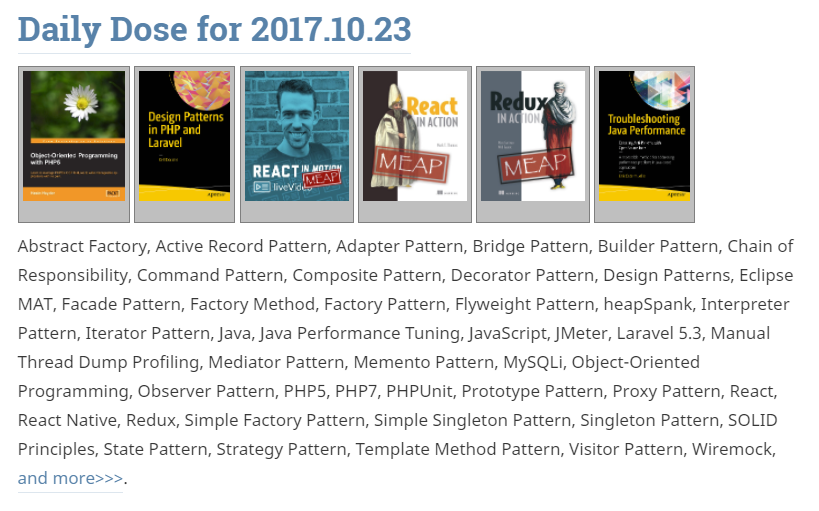 Daily Dose for 2017.10.23
Object-Oriented Programming
with PHP5
Design Patterns
in PHP and
Laravel
Apress
REACT IN MOTION
liveVideo
MEAP
React
IN ACTION
MEAP
Redux
IN ACTION
MEAP
Troubleshooting
Java Performance
Apress
Abstract Factory, Active Record Pattern, Adapter Pattern, Bridge Pattern, Builder Pattern, Chain of
Responsibility, Command Pattern, Composite Pattern, Decorator Pattern, Design Patterns, Eclipse
MAT, Facade Pattern, Factory Method, Factory Pattern, Flyweight Pattern, heapSpank, Interpreter
Pattern, Iterator Pattern, Java, Java Performance Tuning, JavaScript, JMeter, Laravel 5.3, Manual
Thread Dump Profiling, Mediator Pattern, Memento Pattern, MySQLi, Object-Oriented
Programming, Observer Pattern, PHP5, PHP7, PHPUnit, Prototype Pattern, Proxy Pattern, React,
React Native, Redux, Simple Factory Pattern, Simple Singleton Pattern, Singleton Pattern, SOLID
Principles, State Pattern, Strategy Pattern, Template Method Pattern, Visitor Pattern, Wiremock,
and more>>>.